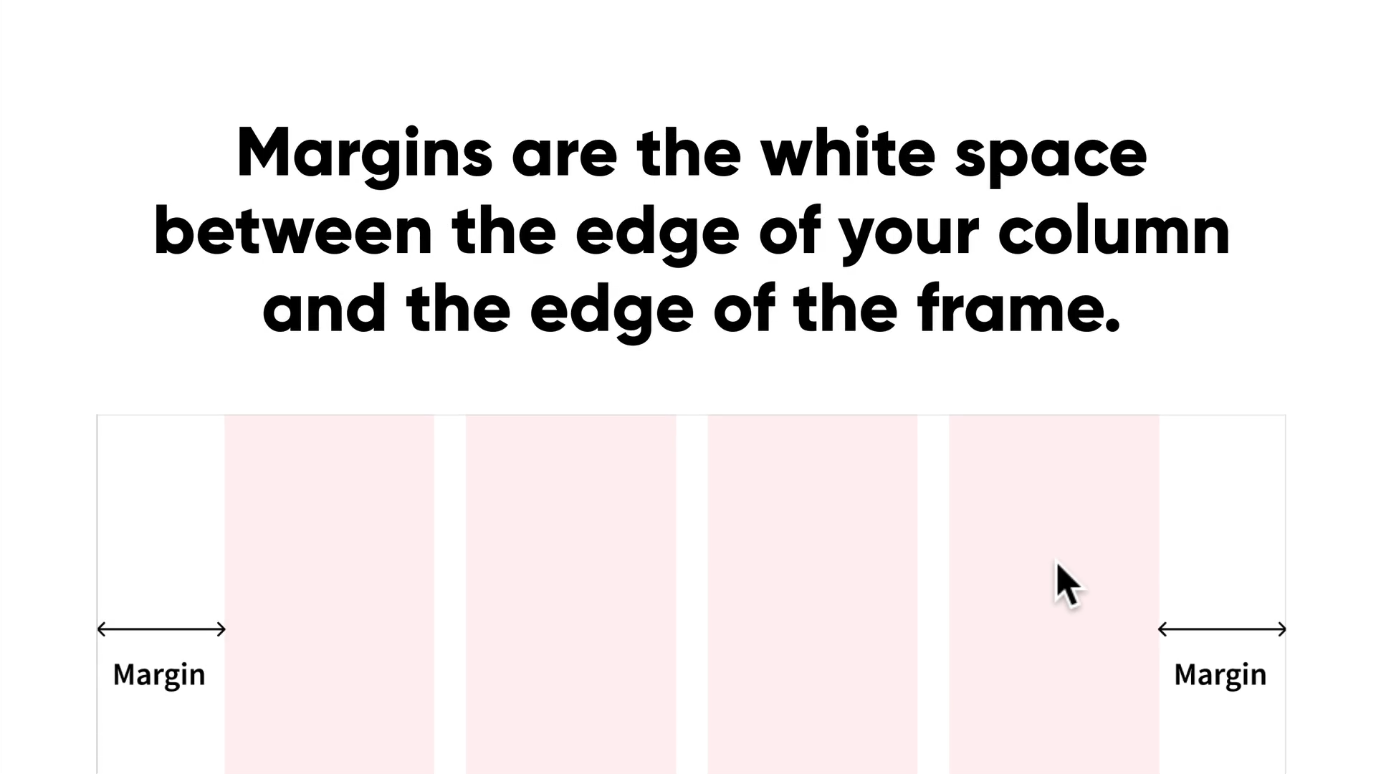 Margins are the white space
between the edge of your column
and the edge of the frame.
Margin
Margin